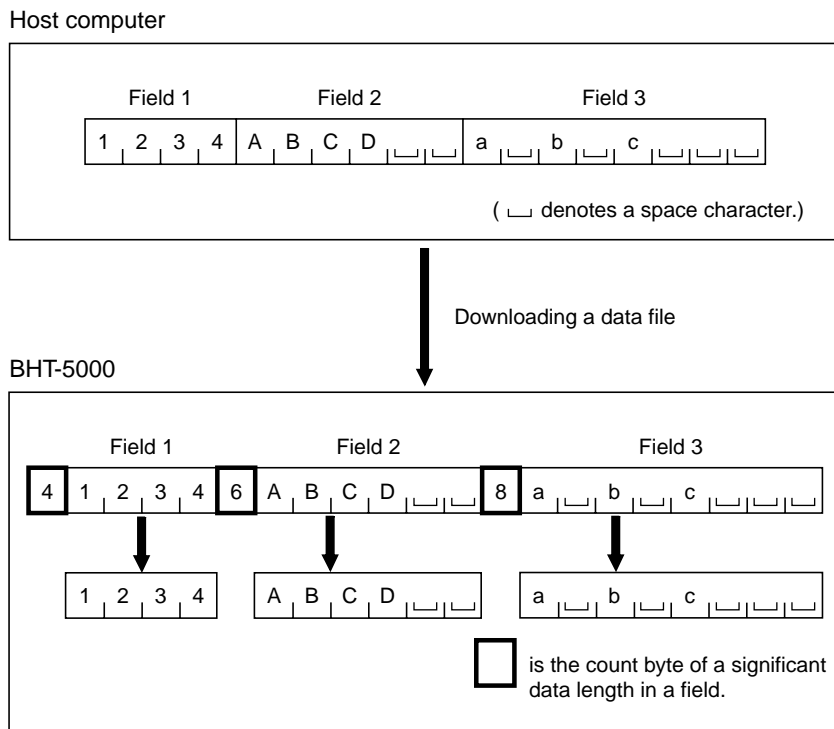 Host computer
Field 1 Field 2 Field 3
1 2 3 4 A B C D ⎵ ⎵ a ⎵ b ⎵ c ⎵ ⎵ ⎵
( ⎵ denotes a space character.)
Downloading a data file
BHT-5000
Field 1 Field 2 Field 3
4 1 2 3 4 6 A B C D ⎵ ⎵ 8 a ⎵ b ⎵ c ⎵ ⎵ ⎵
1 2 3 4 A B C D ⎵ ⎵ a ⎵ b ⎵ c ⎵ ⎵ ⎵
is the count byte of a significant
data length in a field.